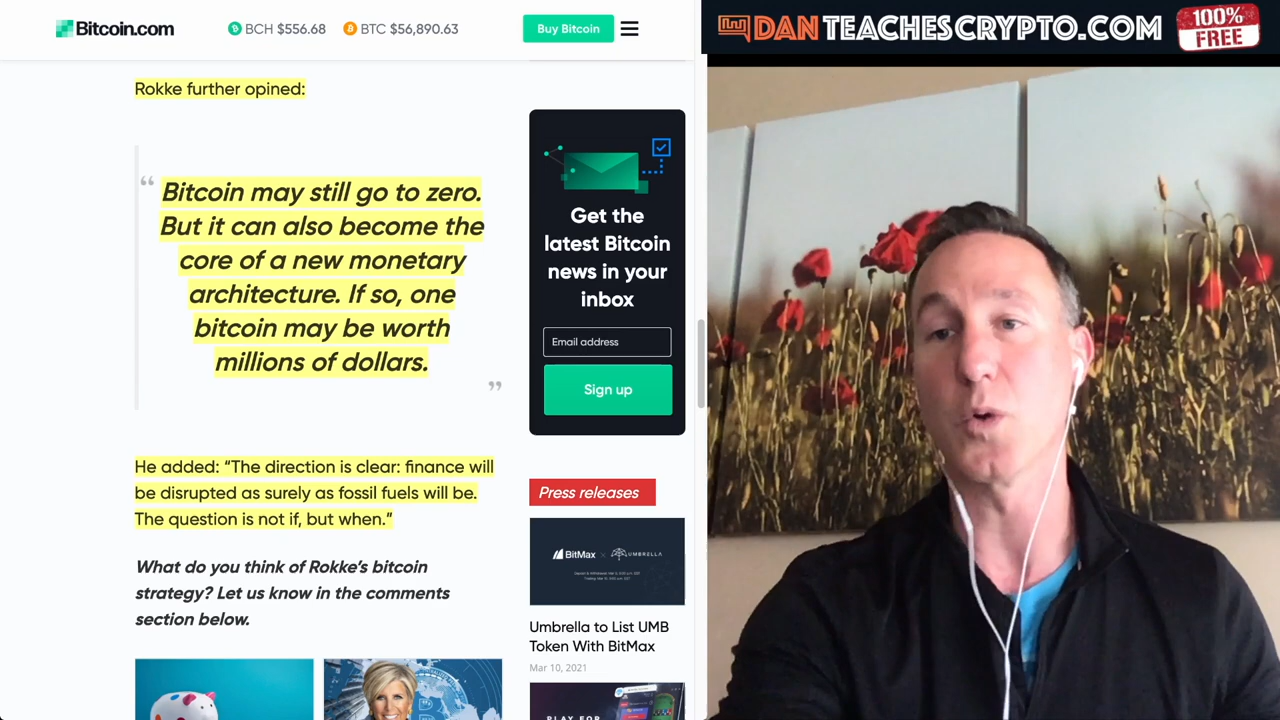 Bitcoin.com
BCH $556.68
BTC $56,890.63
Buy Bitcoin
DANTEACHESCRYPTO.COM
100%
FREE
Rokke further opined:
“ Bitcoin may still go to zero.
But it can also become the
core of a new monetary
architecture. If so, one
bitcoin may be worth
millions of dollars.
”
He added: “The direction is clear: finance will
be disrupted as surely as fossil fuels will be.
The question is not if, but when.”
What do you think of Rokke’s bitcoin
strategy? Let us know in the comments
section below.
Get the
latest Bitcoin
news in your
inbox
Email address
Sign up
Press releases
BitMax × UMBRELLA
Umbrella to List UMB
Token With BitMax
Mar 10, 2021
PLAY FOR